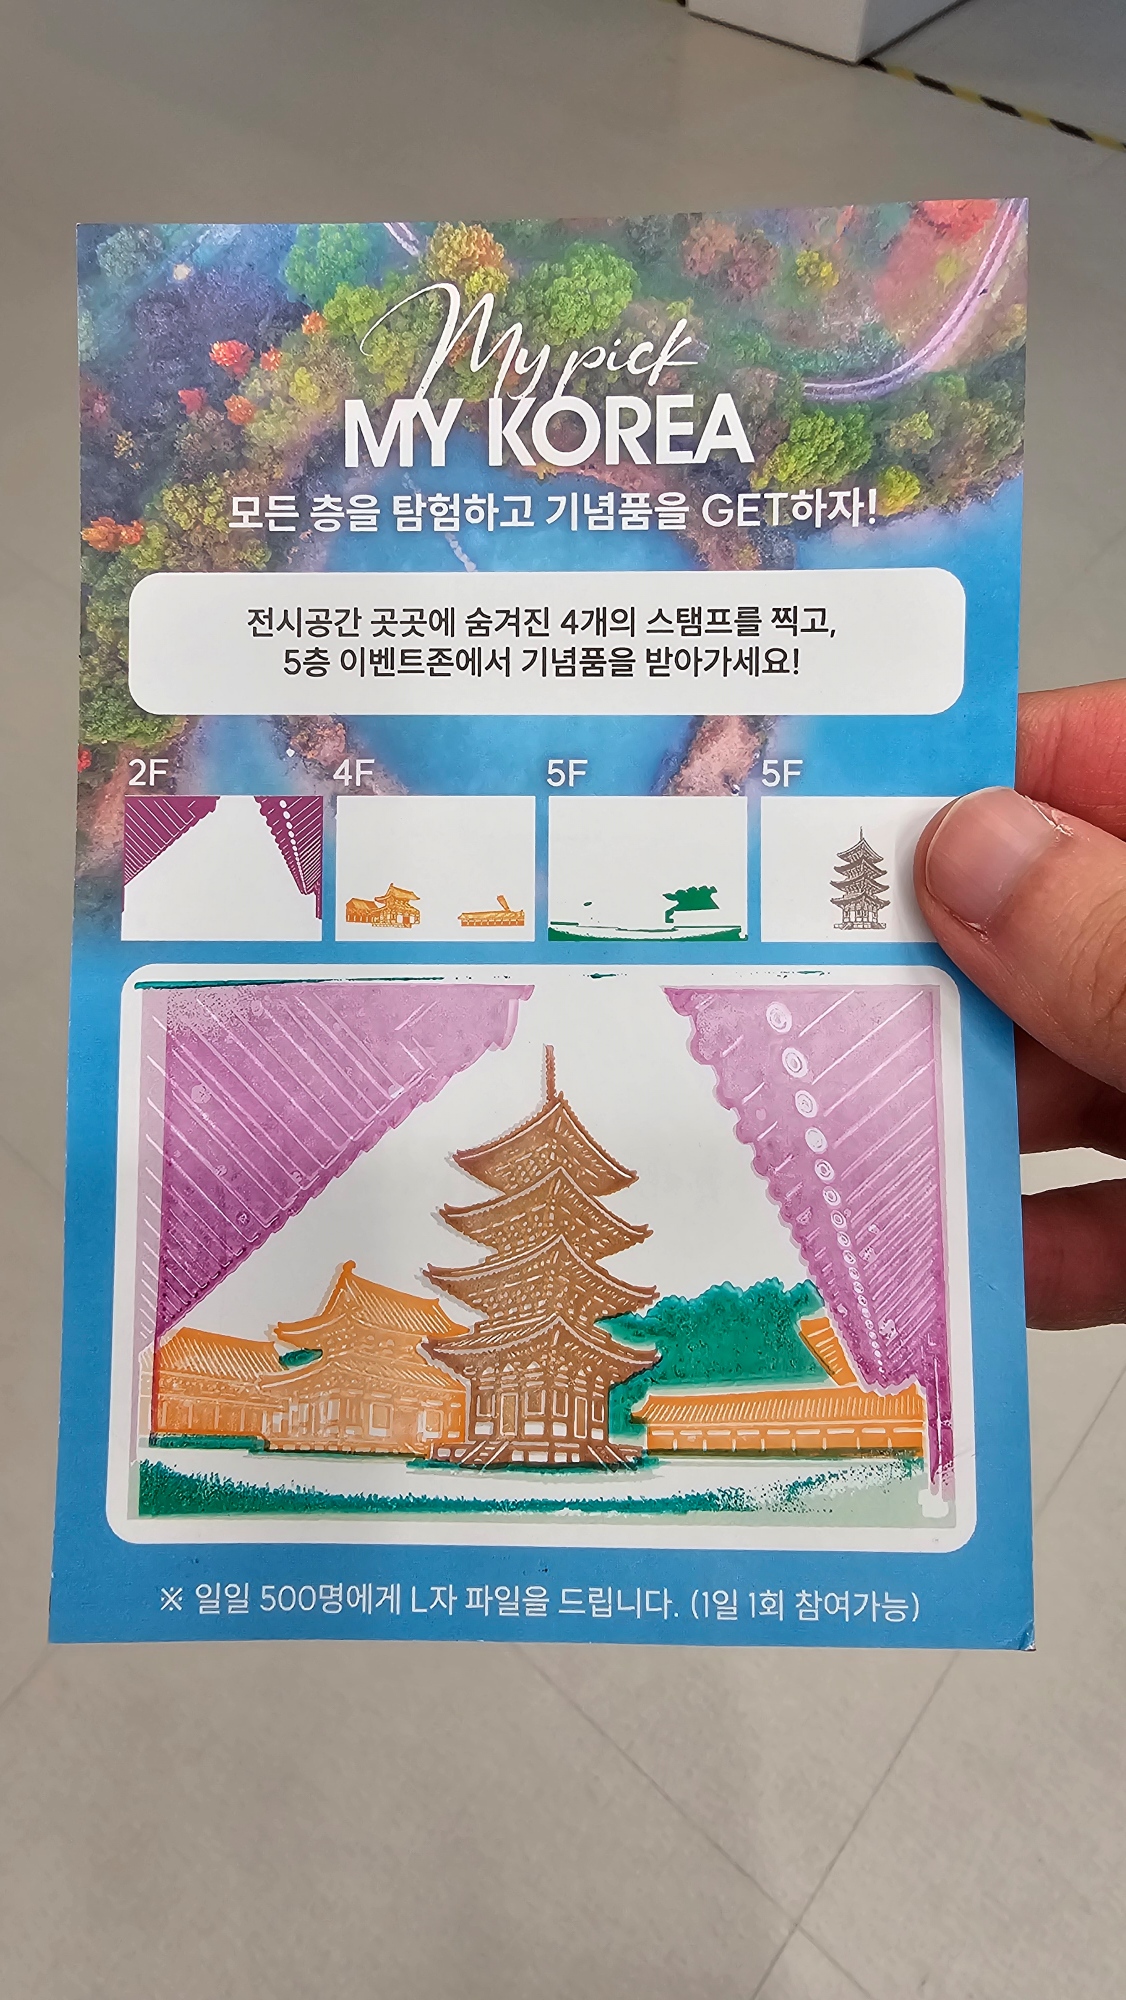 My pick
MY KOREA
모든 층을 탐험하고 기념품을 GET하자!
전시공간 곳곳에 숨겨진 4개의 스탬프를 찍고,
5층 이벤트존에서 기념품을 받아가세요!
2F 4F 5F 5F
※ 일일 500명에게 L자 파일을 드립니다. (1일 1회 참여가능)